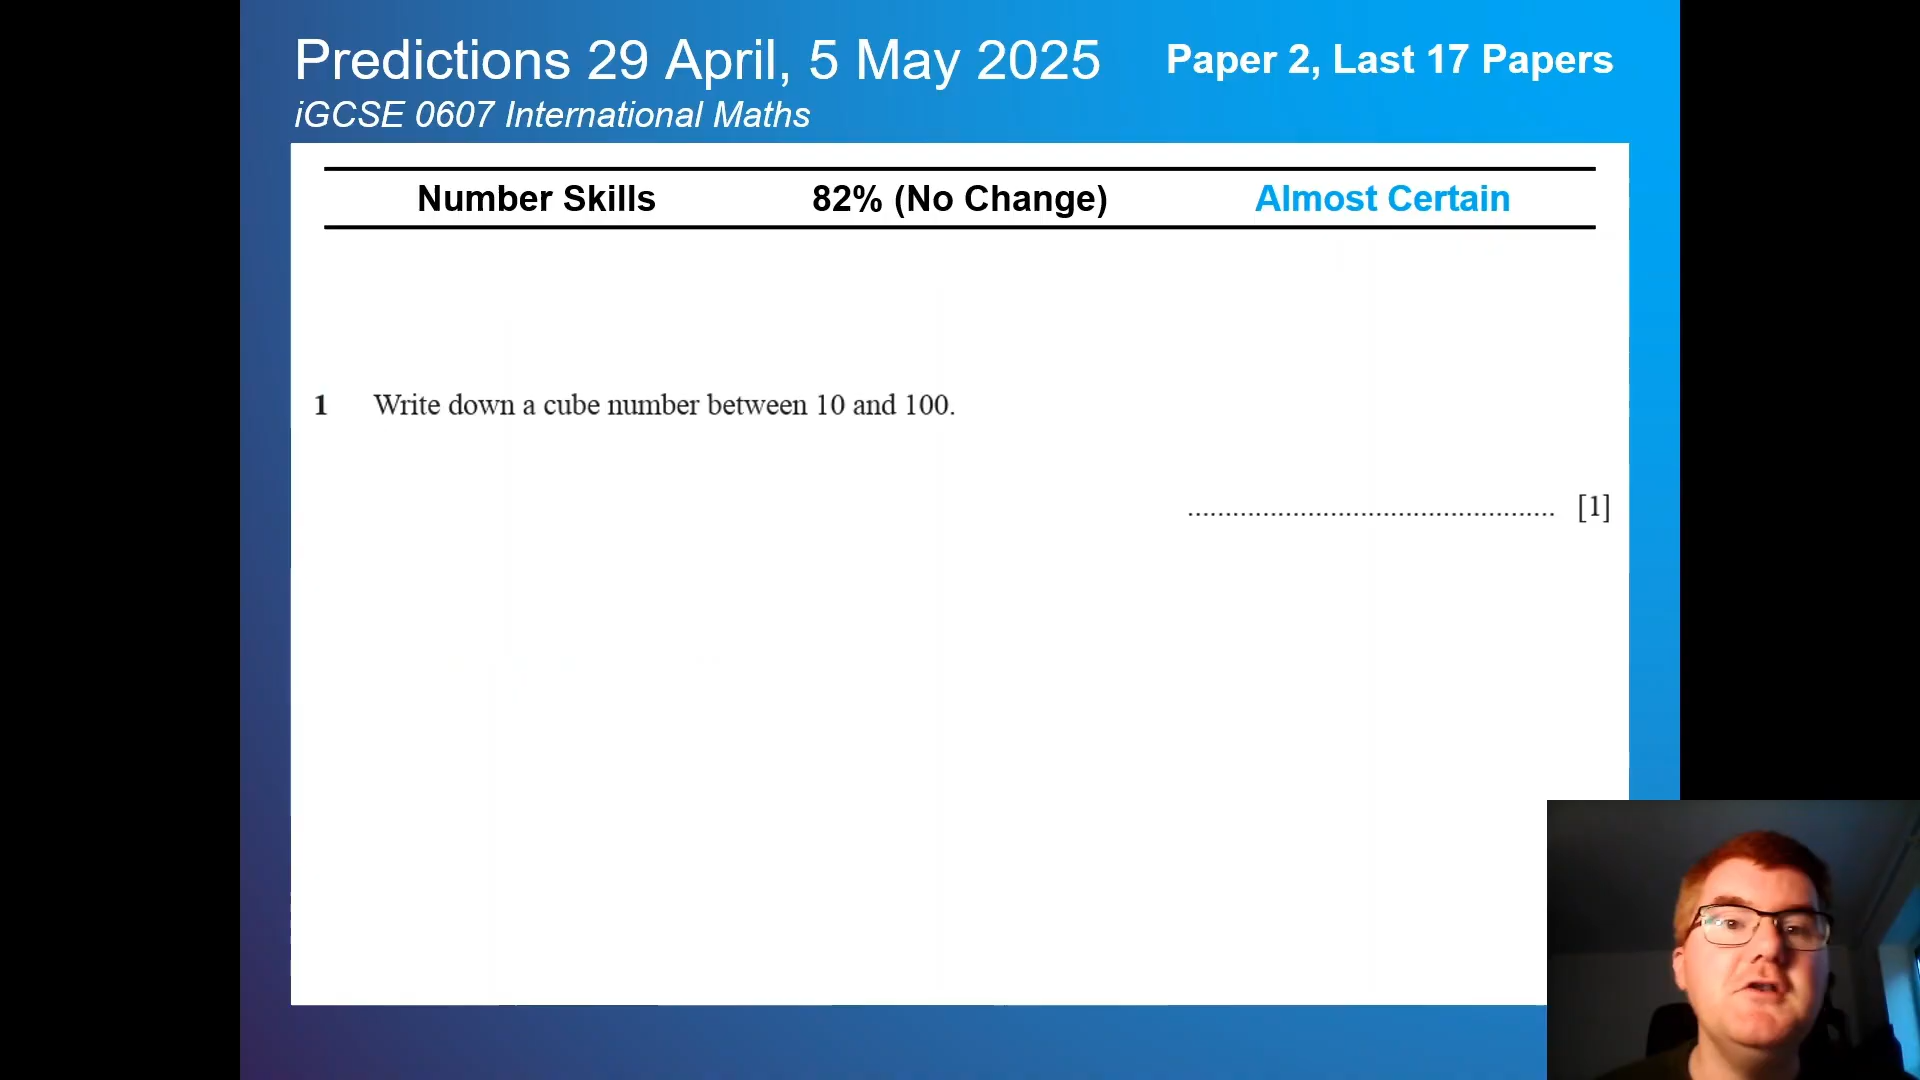 Predictions 29 April, 5 May 2025
Paper 2, Last 17 Papers
iGCSE 0607 International Maths
Number Skills 82% (No Change) Almost Certain
1 Write down a cube number between 10 and 100.
................................................. [1]